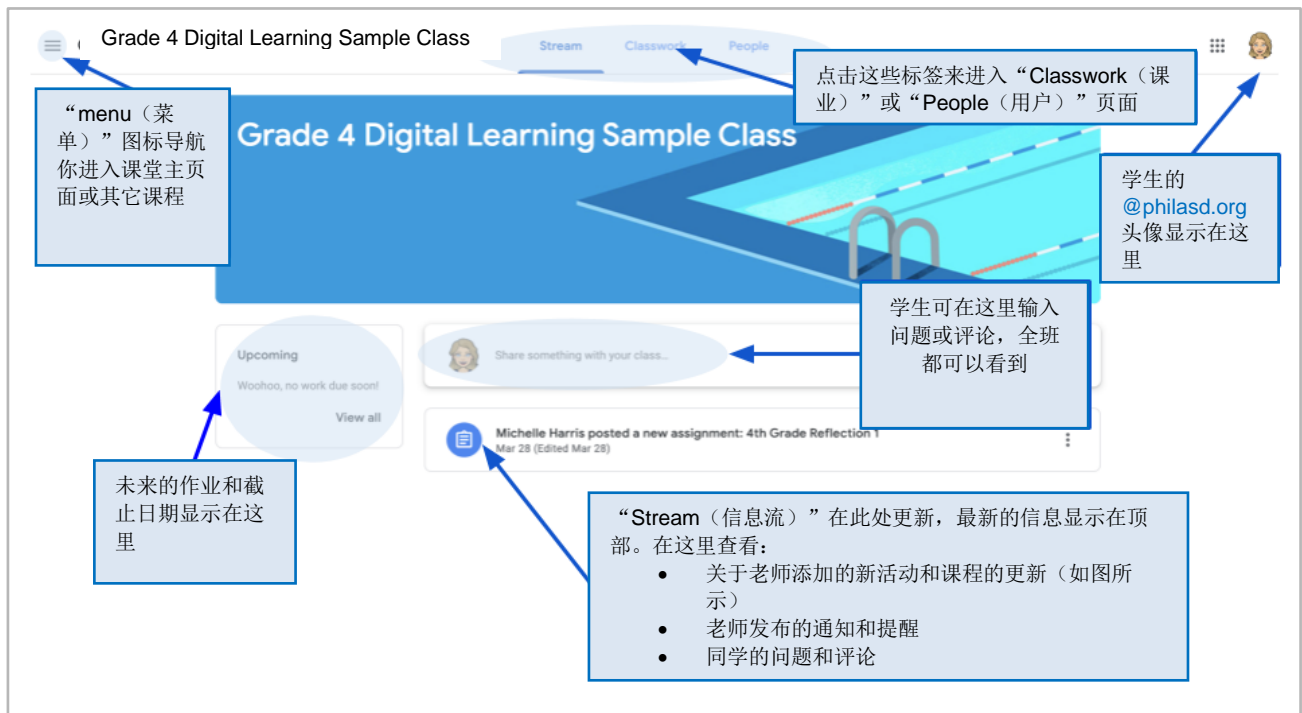 Grade 4 Digital Learning Sample Class
Stream Classwork People
点击这些标签来进入“Classwork（课
业）”或“People（用户）”页面
“menu（菜
单）”图标导航
你进入课堂主页
面或其它课程
Grade 4 Digital Learning Sample Class
学生的
@philasd.org
头像显示在这
里
学生可在这里输入
问题或评论，全班
都可以看到
Upcoming
Woohoo, no work due soon!
View all
Share something with your class...
Michelle Harris posted a new assignment: 4th Grade Reflection 1
Mar 28 (Edited Mar 28)
未来的作业和截
止日期显示在这
里
“Stream（信息流）”在此处更新，最新的信息显示在顶
部。在这里查看：
• 关于老师添加的新活动和课程的更新（如图所
示）
• 老师发布的通知和提醒
• 同学的问题和评论